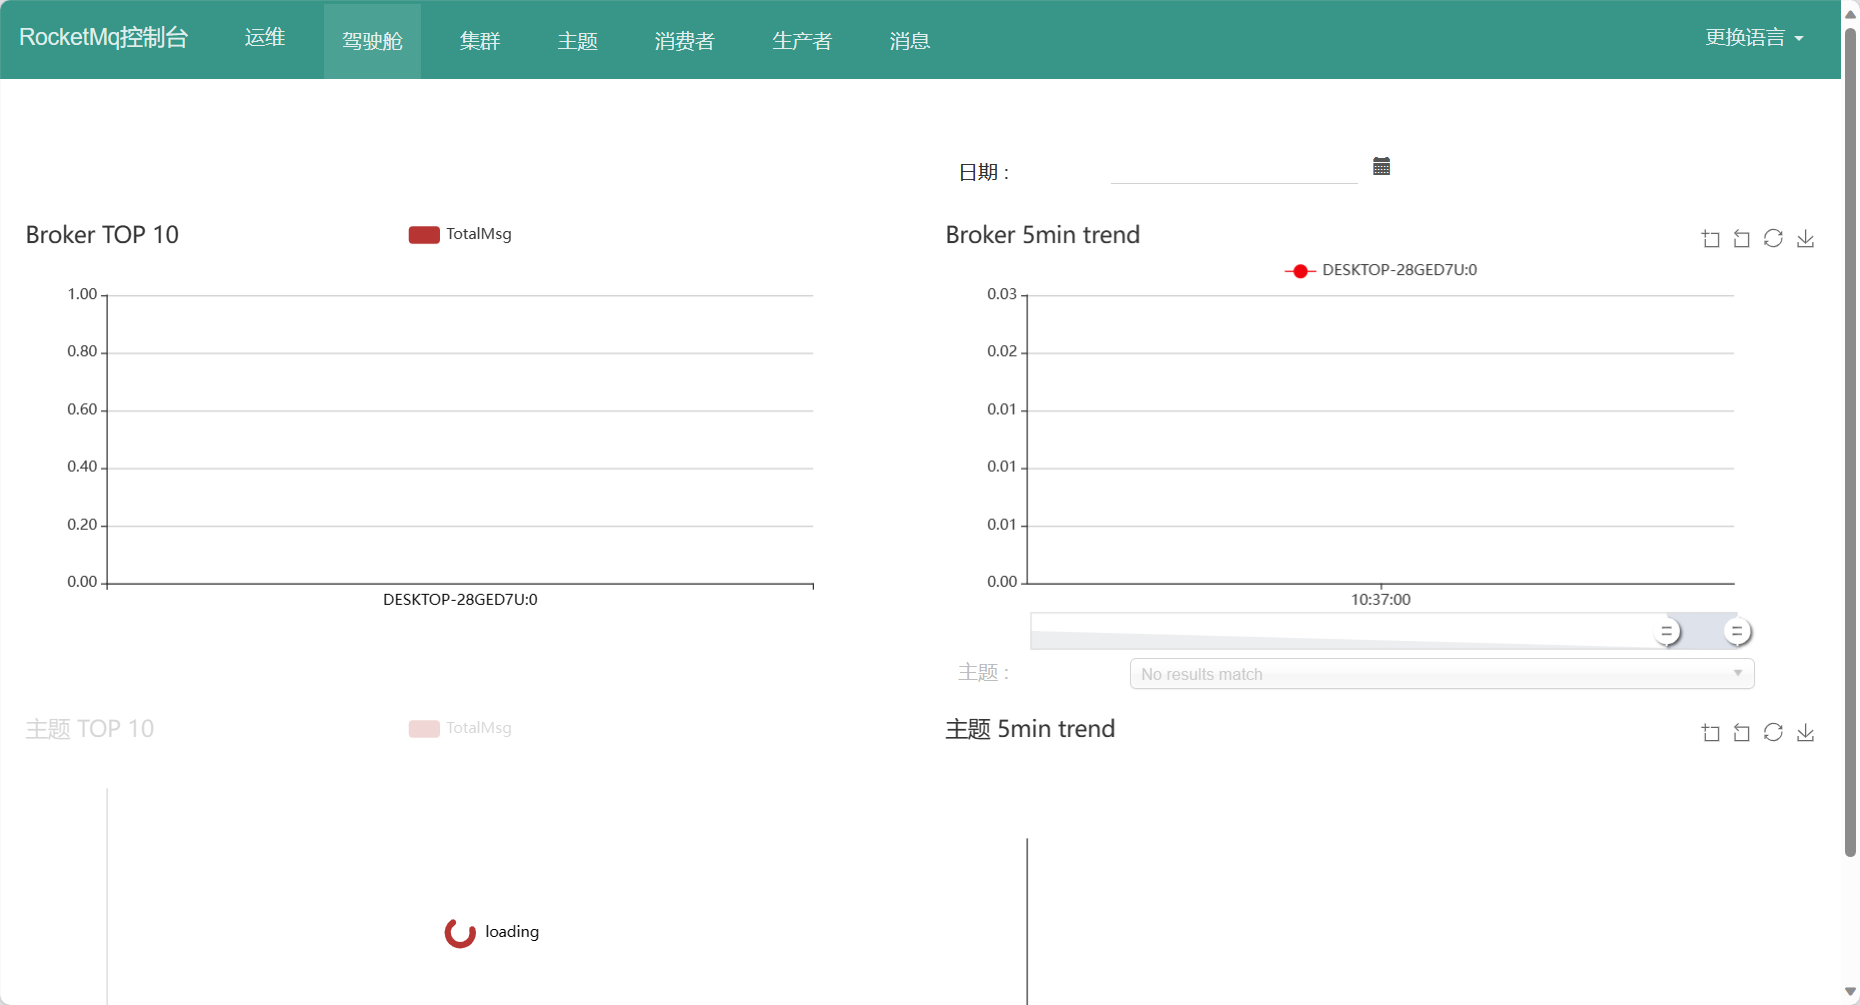 RocketMq控制台 运维 驾驶舱 集群 主题 消费者 生产者 消息 更换语言
日期 :
Broker TOP 10
TotalMsg
1.00
0.80
0.60
0.40
0.20
0.00
DESKTOP-28GED7U:0
Broker 5min trend
DESKTOP-28GED7U:0
0.03
0.02
0.01
0.01
0.01
0.00
10:37:00
主题 :
No results match
主题 TOP 10
TotalMsg
loading
主题 5min trend